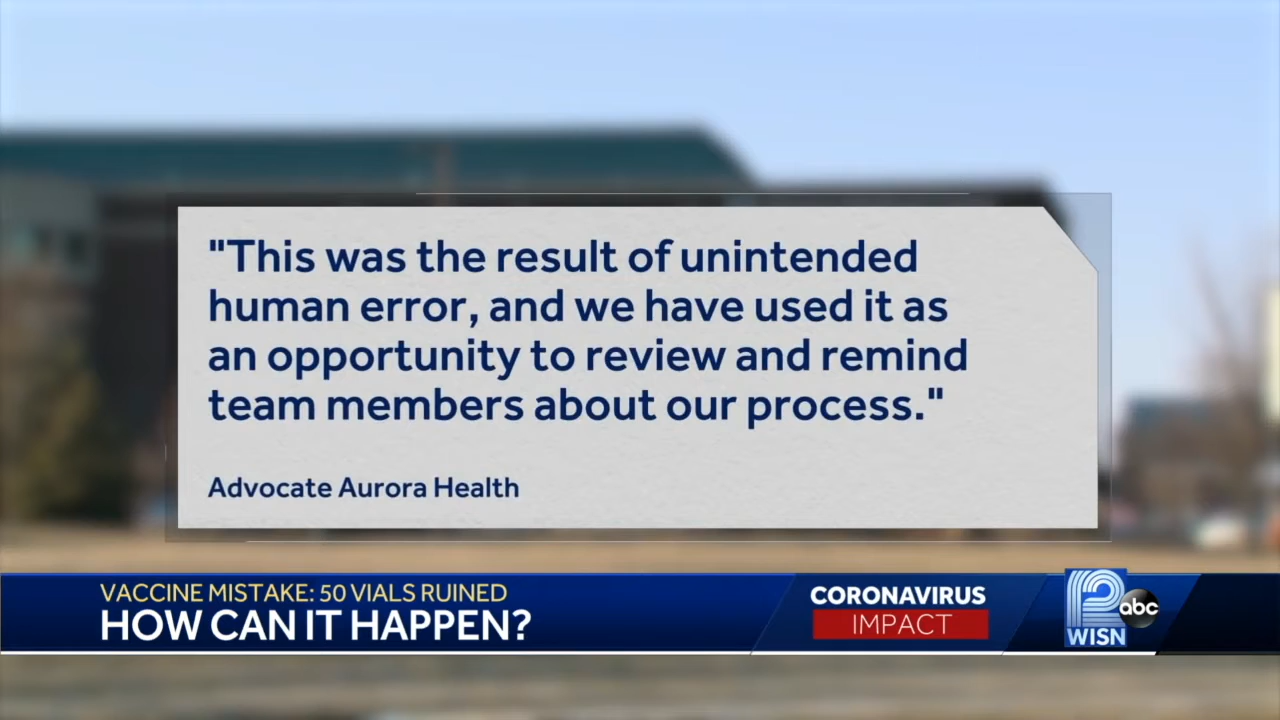 "This was the result of unintended
human error, and we have used it as
an opportunity to review and remind
team members about our process."
Advocate Aurora Health
VACCINE MISTAKE: 50 VIALS RUINED
HOW CAN IT HAPPEN?
CORONAVIRUS
IMPACT
12
WISN
abc